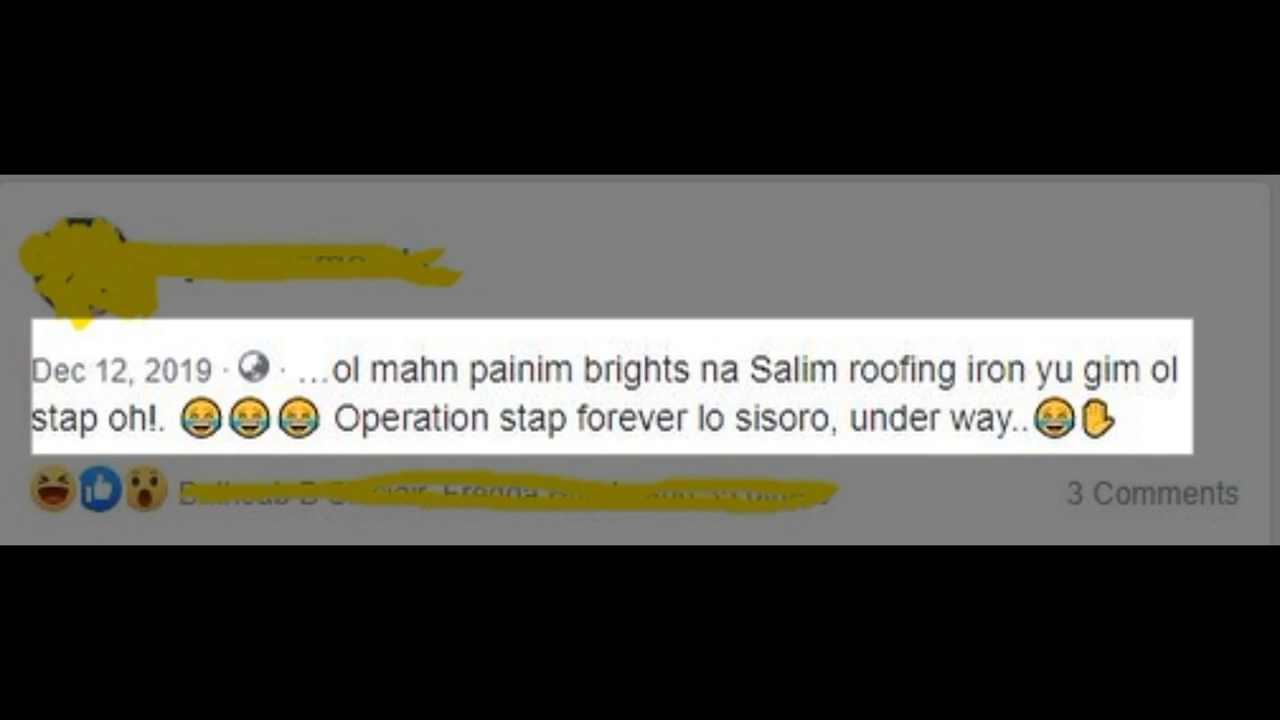 Dec 12, 2019 · · ...ol mahn painim brights na Salim roofing iron yu gim ol
stap oh!. 😂😂😂 Operation stap forever lo sisoro, under way..😂✋
3 Comments